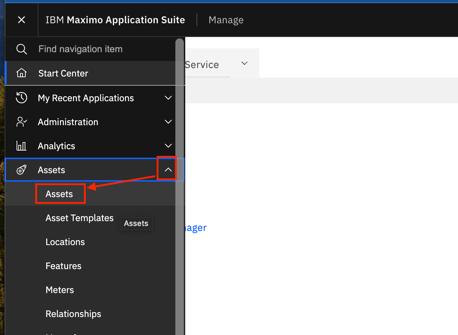 IBM Maximo Application Suite Manage
Find navigation item
Start Center
Service
My Recent Applications
Administration
Analytics
Assets
Assets
Asset Templates
Assets
ager
Locations
Features
Meters
Relationships